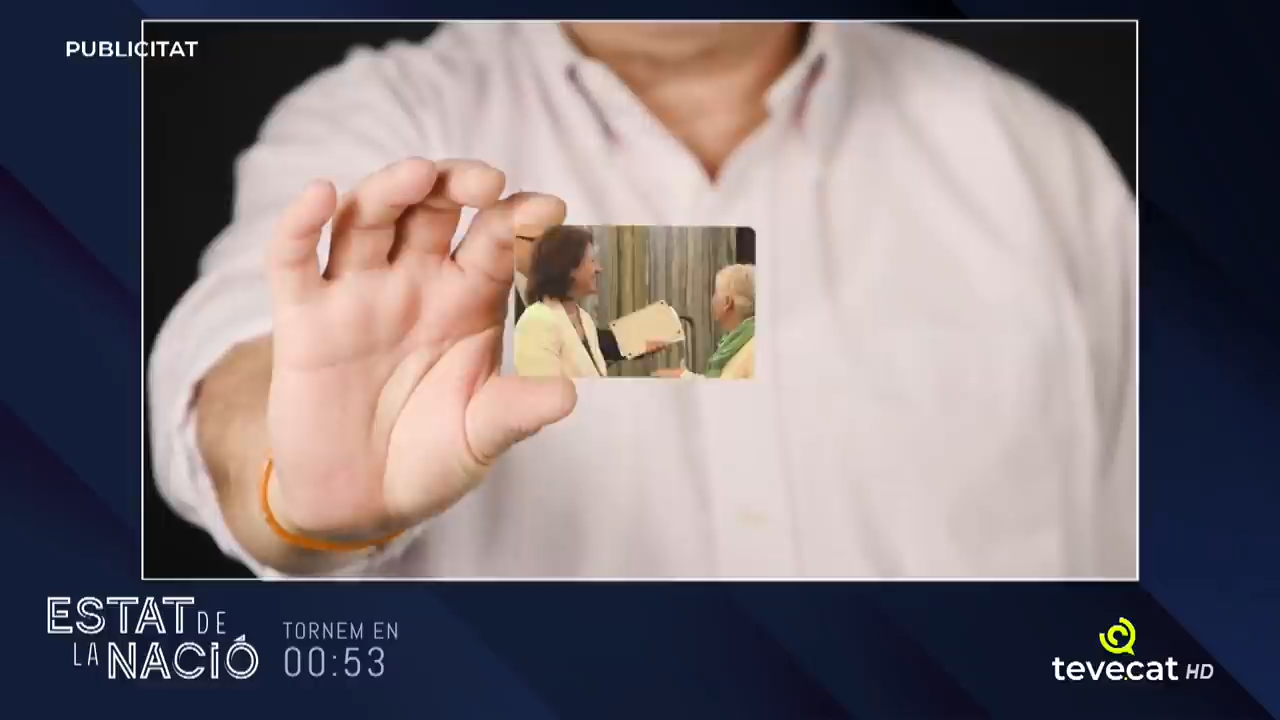 PUBLICITAT
ESTAT DE
LA NACIÓ
TORNEM EN
00:53
tevecat HD